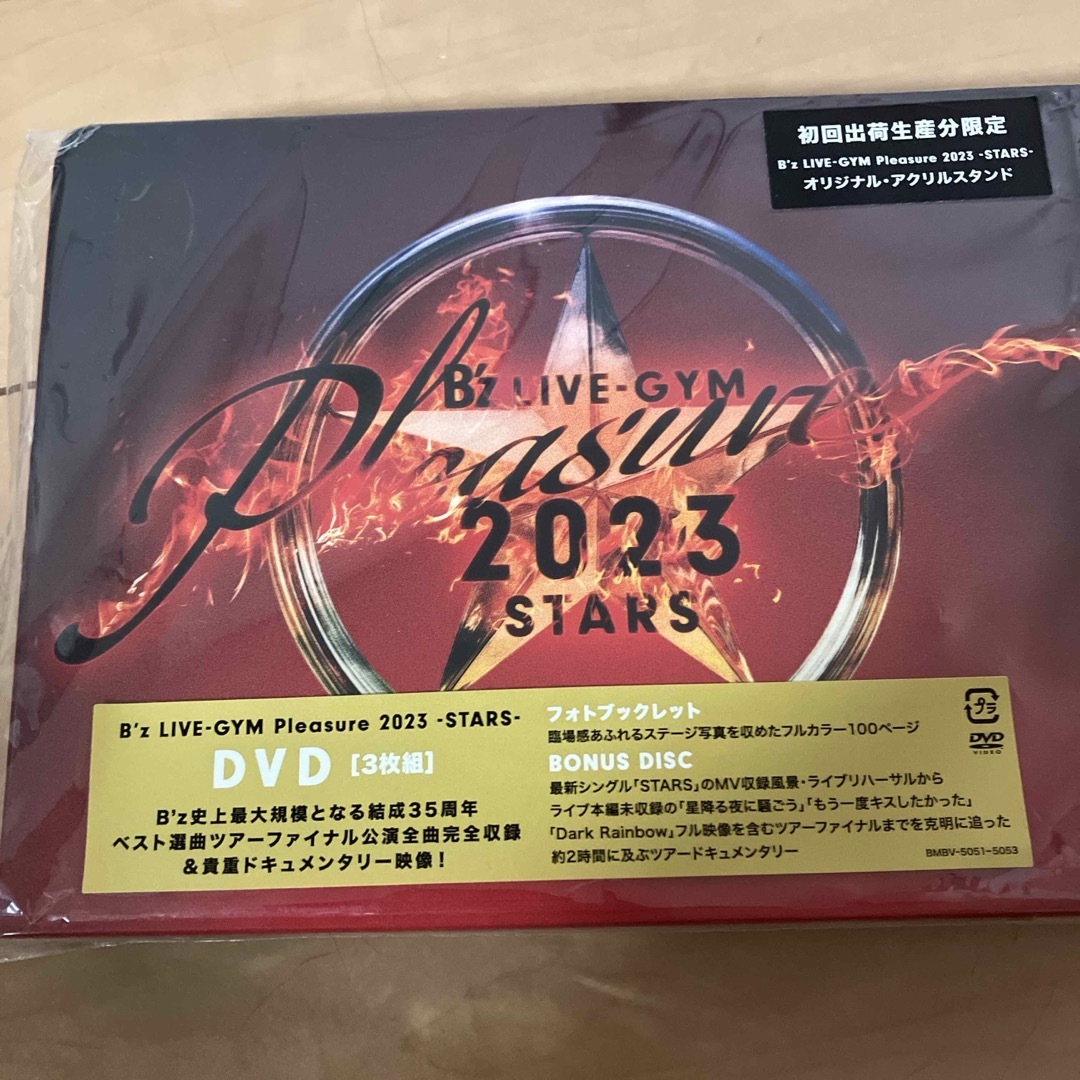 初回出荷生産分限定
B'z LIVE-GYM Pleasure 2023 -STARS-
オリジナル・アクリルスタンド
B'z LIVE-GYM
Pleasure
2023
STARS
B'z LIVE-GYM Pleasure 2023 -STARS-
DVD [3枚組]
B'z史上最大規模となる結成35周年
ベスト選曲ツアーファイナル公演全曲完全収録
&貴重ドキュメンタリー映像!
フォトブックレット
臨場感あふれるステージ写真を収めたフルカラー100ページ
BONUS DISC
最新シングル「STARS」のMV収録風景・ライブリハーサルから
ライブ本編未収録の「星降る夜に騒ごう」「もう一度キスしたかった」
「Dark Rainbow」フル映像を含むツアーファイナルまでを克明に追った
約2時間に及ぶツアードキュメンタリー
プラ
DVD
VIDEO
BMBV-5051-5053